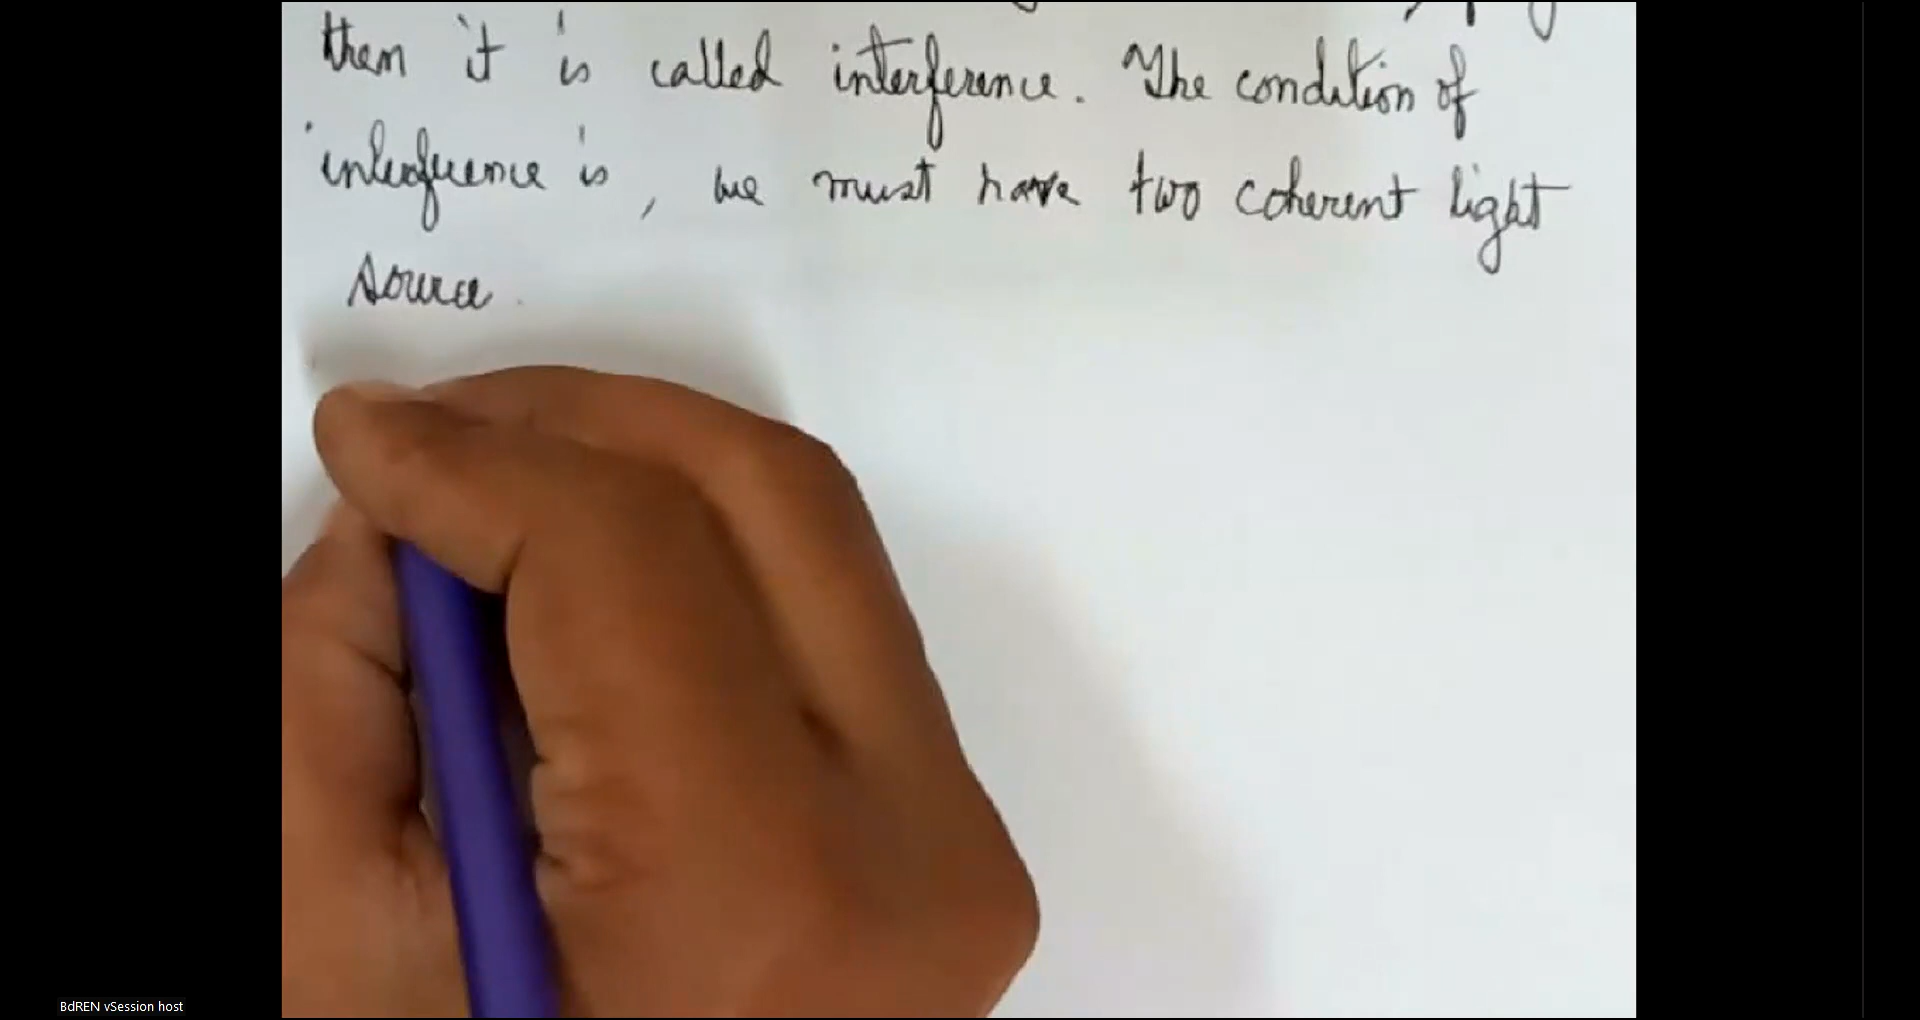 then it is called interference. The condition of
interference is, we must have two coherent light
source.
BdREN vSession host